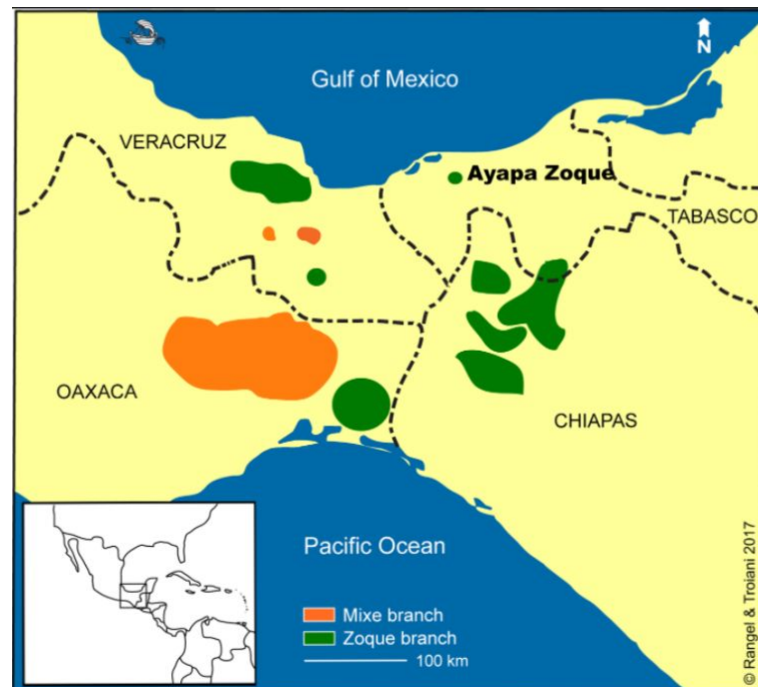 N
Gulf of Mexico
VERACRUZ
Ayapa Zoque
TABASCO
OAXACA
CHIAPAS
Pacific Ocean
Mixe branch
Zoque branch
100 km
© Rangel & Troiani 2017